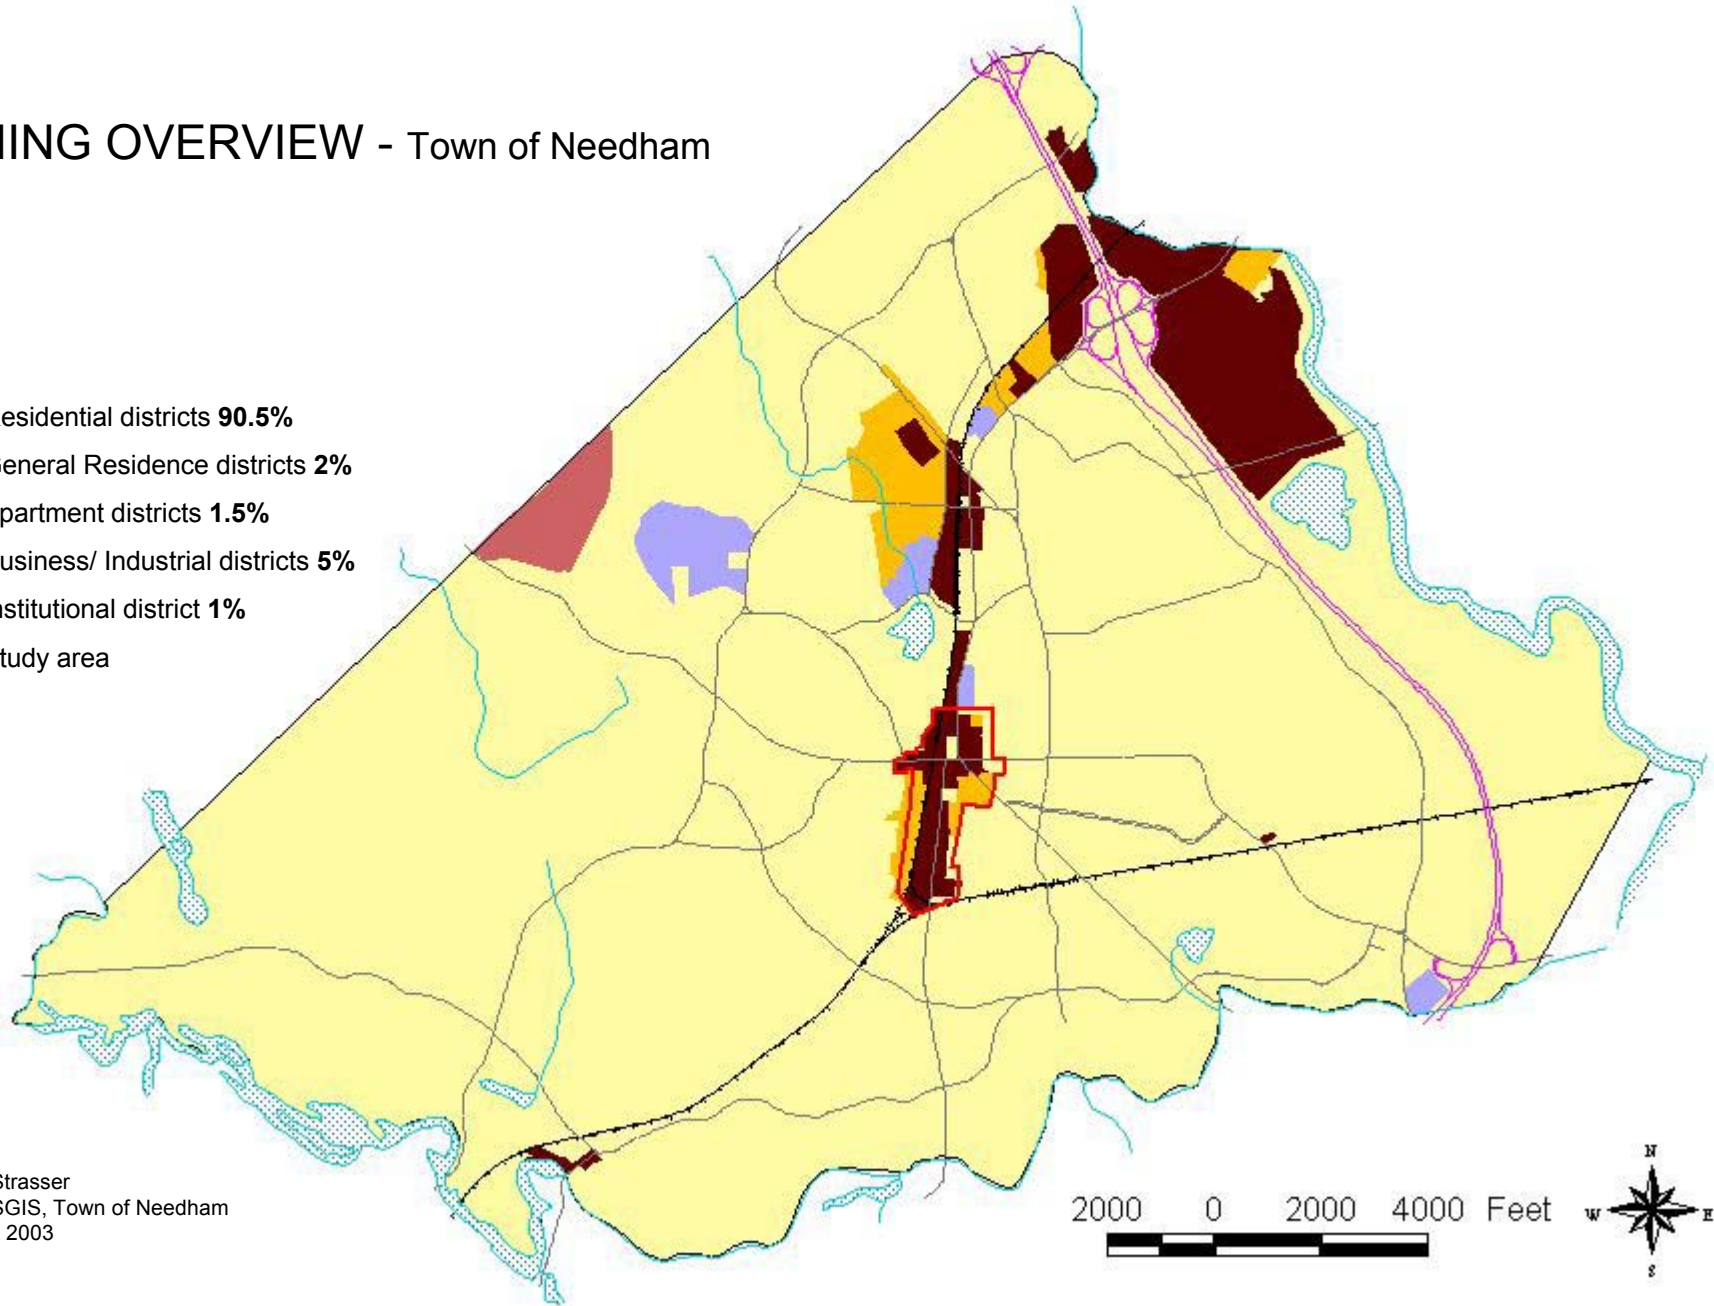 NING OVERVIEW - Town of Needham
esidential districts 90.5%
eneral Residence districts 2%
partment districts 1.5%
usiness/ Industrial districts 5%
nstitutional district 1%
tudy area
Strasser
SGIS, Town of Needham
2003
2000 0 2000 4000 Feet
N
W E
S